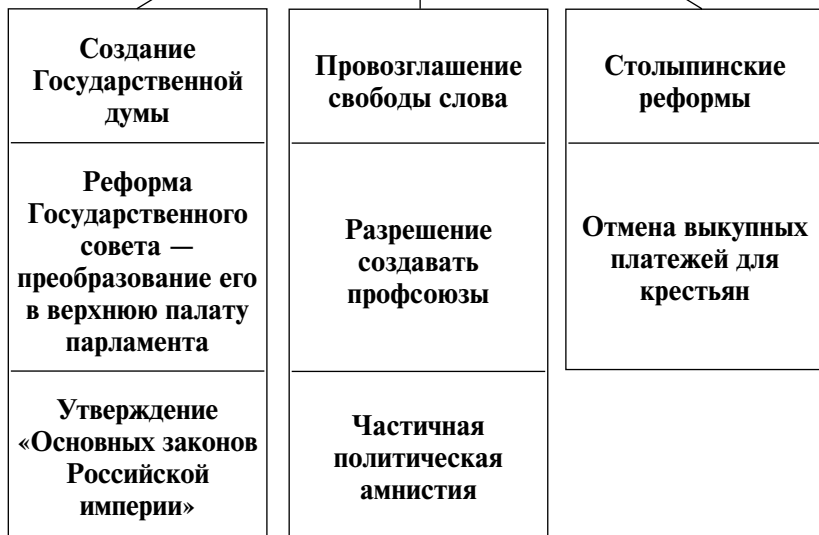 Создание
Государственной
думы
Реформа
Государственного
совета —
преобразование его
в верхнюю палату
парламента
Утверждение
«Основных законов
Российской
империи»
Провозглашение
свободы слова
Разрешение
создавать
профсоюзы
Частичная
политическая
амнистия
Столыпинские
реформы
Отмена выкупных
платежей для
крестьян